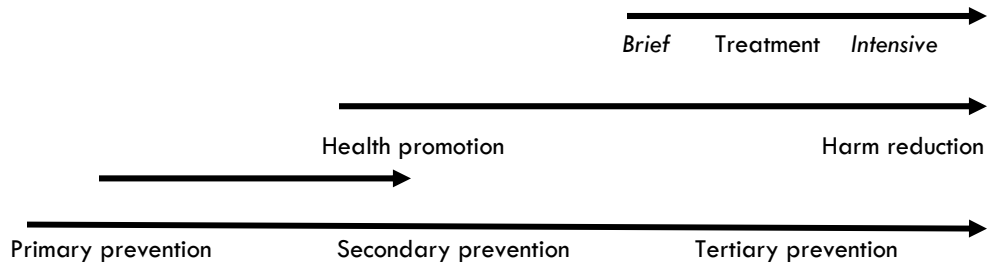 Brief Treatment Intensive
Health promotion Harm reduction
Primary prevention Secondary prevention Tertiary prevention